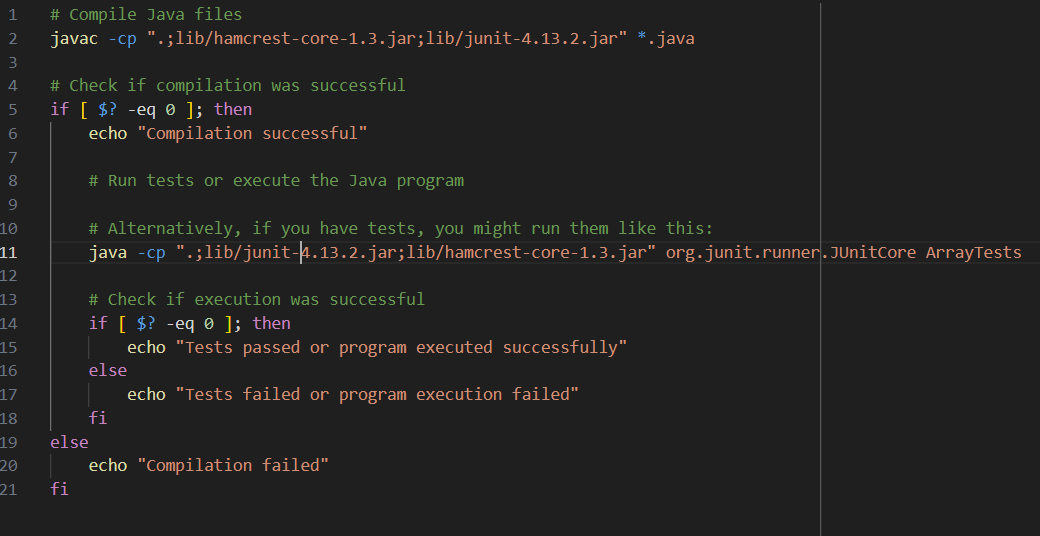 1 # Compile Java files
2 javac -cp ".;lib/hamcrest-core-1.3.jar;lib/junit-4.13.2.jar" *.java
3
4 # Check if compilation was successful
5 if [ $? -eq 0 ]; then
6     echo "Compilation successful"
7
8     # Run tests or execute the Java program
9
10     # Alternatively, if you have tests, you might run them like this:
11     java -cp ".;lib/junit-4.13.2.jar;lib/hamcrest-core-1.3.jar" org.junit.runner.JUnitCore ArrayTests
12
13     # Check if execution was successful
14     if [ $? -eq 0 ]; then
15         echo "Tests passed or program executed successfully"
16     else
17         echo "Tests failed or program execution failed"
18     fi
19 else
20     echo "Compilation failed"
21 fi